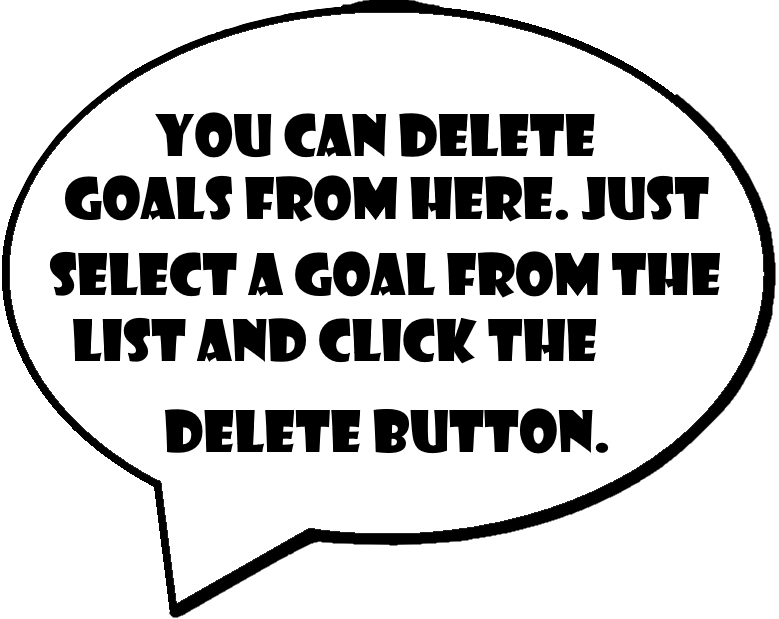 YOU CAN DELETE
GOALS FROM HERE. JUST
SELECT A GOAL FROM THE
LIST AND CLICK THE
DELETE BUTTON.